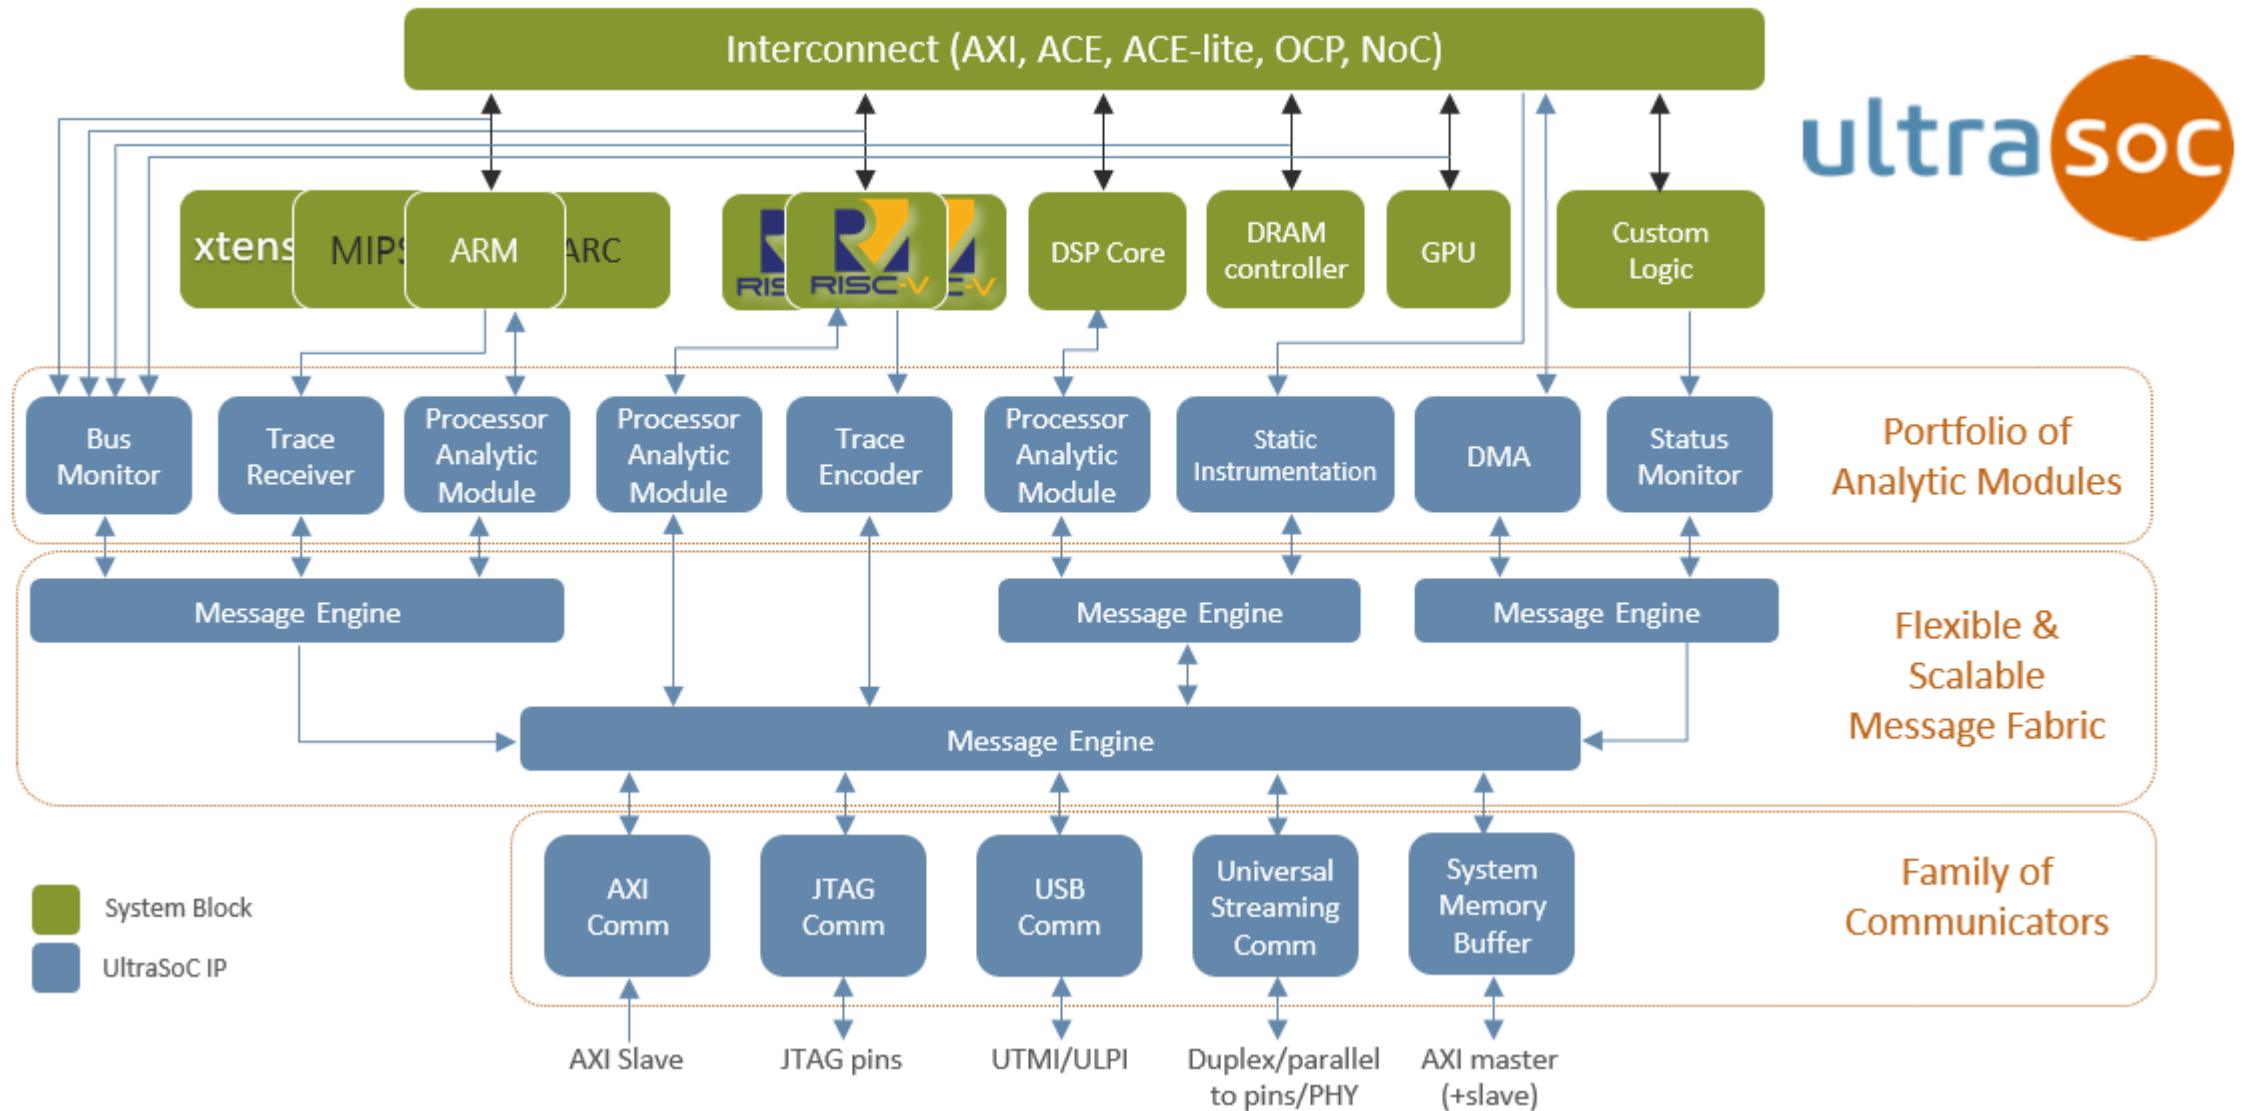 Interconnect (AXI, ACE, ACE-lite, OCP, NoC)
ultrasoc
xtens
MIPS
ARM
ARC
RIS
RISC-V
C-V
DSP Core
DRAM
controller
GPU
Custom
Logic
Bus
Monitor
Trace
Receiver
Processor
Analytic
Module
Processor
Analytic
Module
Trace
Encoder
Processor
Analytic
Module
Static
Instrumentation
DMA
Status
Monitor
Portfolio of
Analytic Modules
Message Engine
Message Engine
Message Engine
Flexible &
Scalable
Message Fabric
Message Engine
AXI
Comm
JTAG
Comm
USB
Comm
Universal
Streaming
Comm
System
Memory
Buffer
Family of
Communicators
System Block
UltraSoC IP
AXI Slave
JTAG pins
UTMI/ULPI
Duplex/parallel
to pins/PHY
AXI master
(+slave)